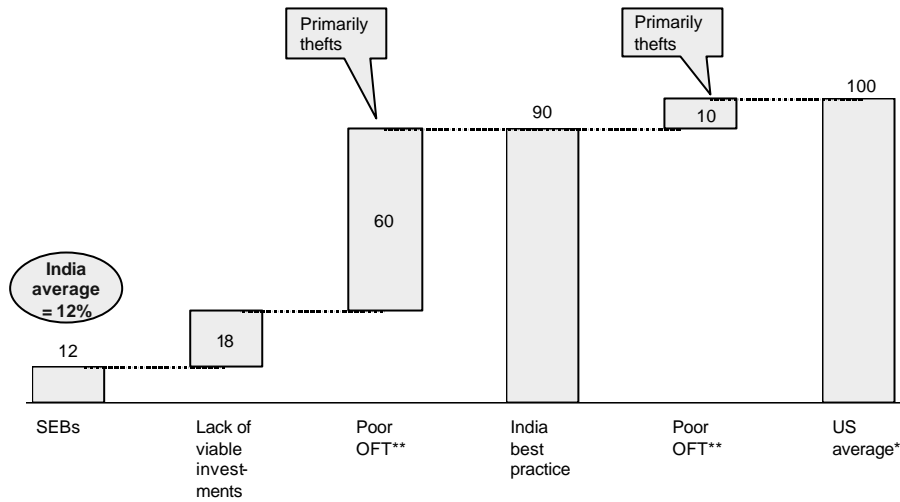 Primarily
thefts
Primarily
thefts
100
90
10
60
India
average
= 12%
18
12
SEBs
Lack of
viable
invest-
ments
Poor
OFT**
India
best
practice
Poor
OFT**
US
average*